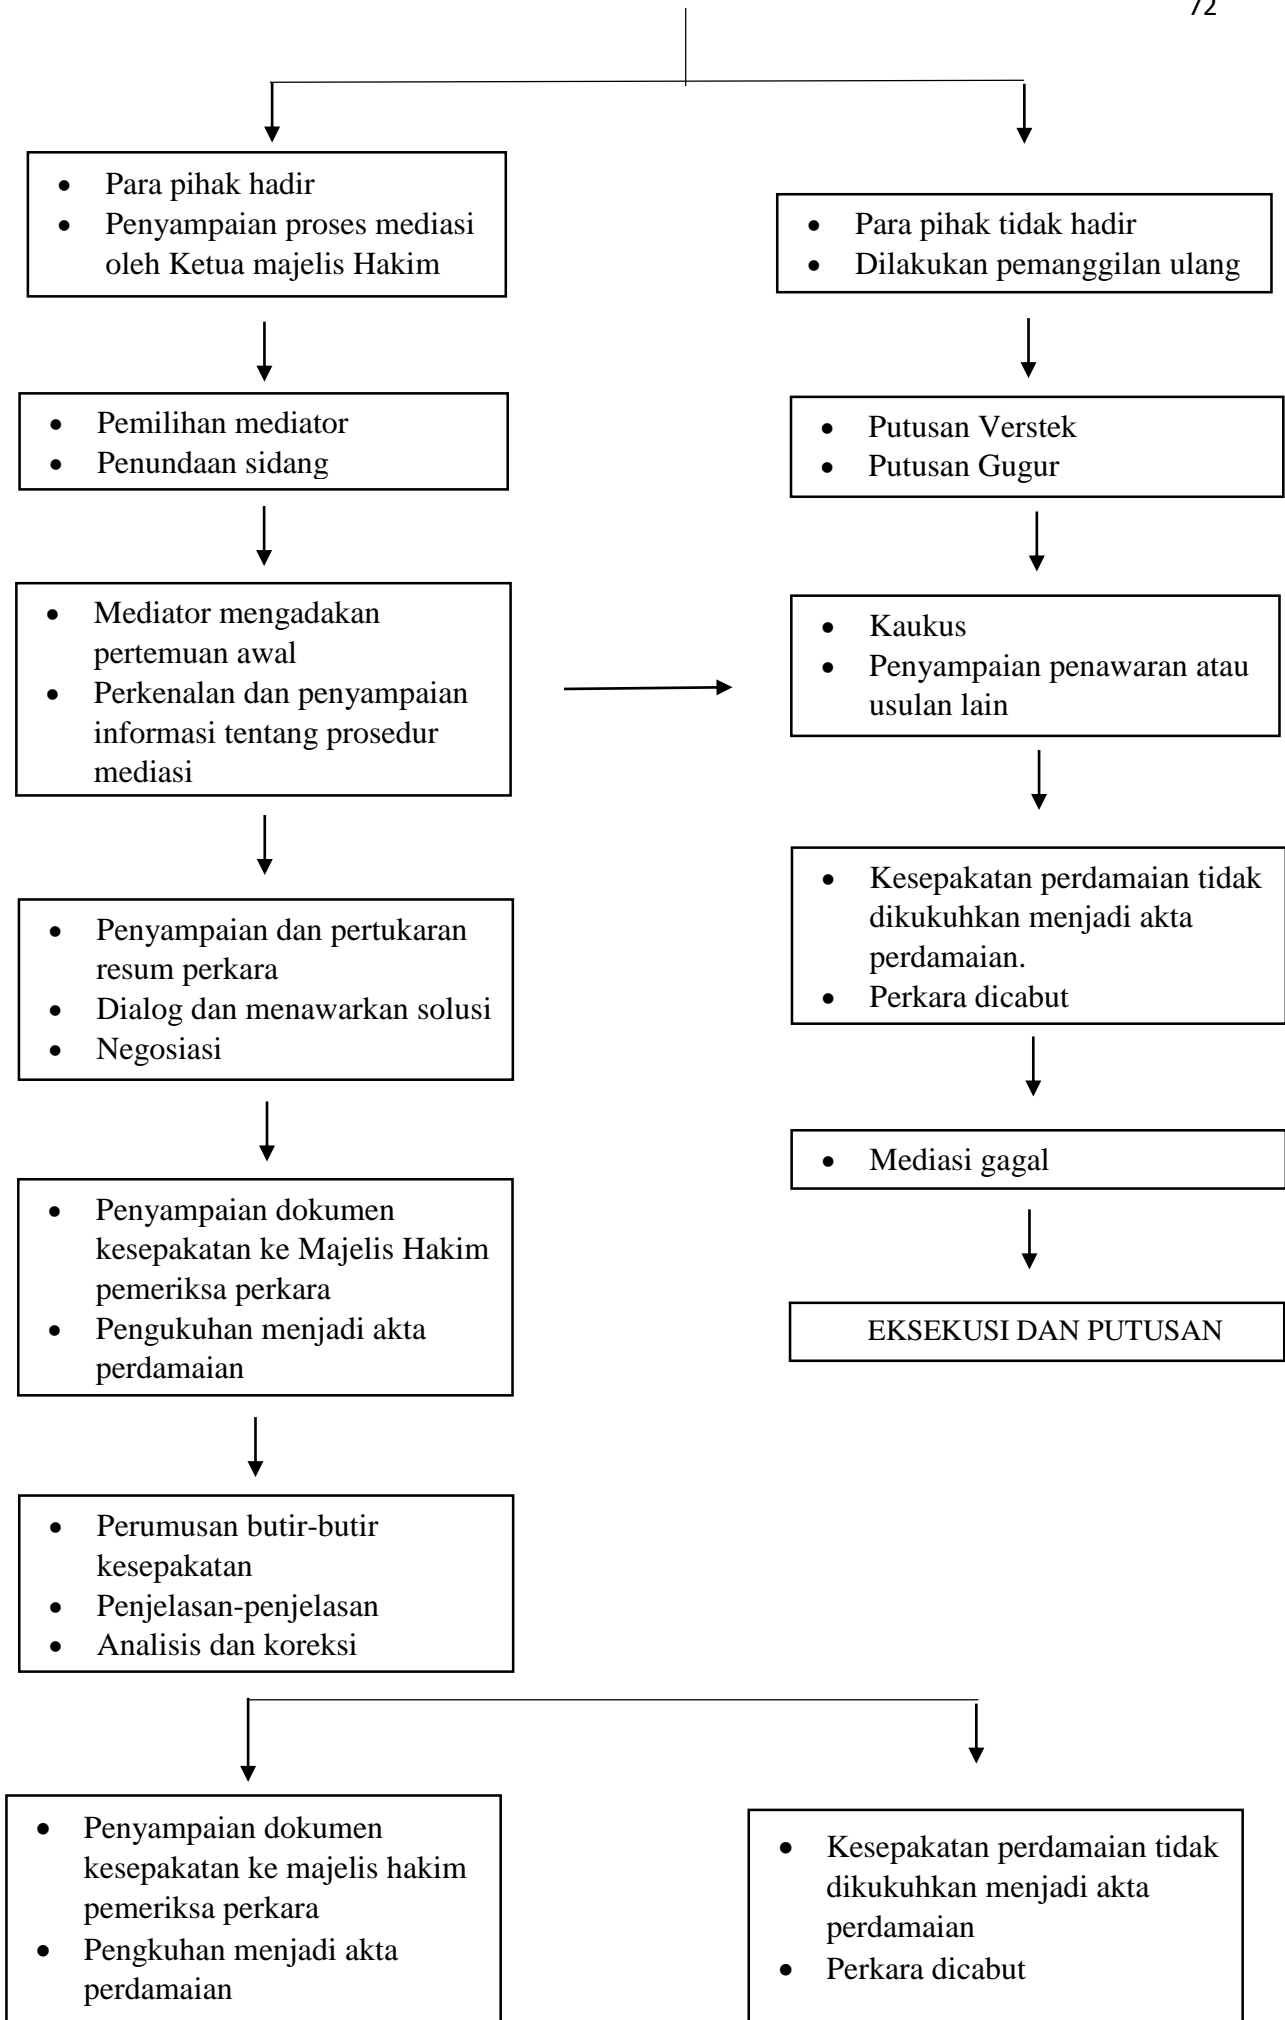 72
• Para pihak hadir
• Penyampaian proses mediasi
oleh Ketua majelis Hakim
• Para pihak tidak hadir
• Dilakukan pemanggilan ulang
• Pemilihan mediator
• Penundaan sidang
• Putusan Verstek
• Putusan Gugur
• Mediator mengadakan
pertemuan awal
• Perkenalan dan penyampaian
informasi tentang prosedur
mediasi
• Kaukus
• Penyampaian penawaran atau
usulan lain
• Penyampaian dan pertukaran
resum perkara
• Dialog dan menawarkan solusi
• Negosiasi
• Kesepakatan perdamaian tidak
dikukuhkan menjadi akta
perdamaian.
• Perkara dicabut
• Mediasi gagal
• Penyampaian dokumen
kesepakatan ke Majelis Hakim
pemeriksa perkara
• Pengukuhan menjadi akta
perdamaian
EKSEKUSI DAN PUTUSAN
• Perumusan butir-butir
kesepakatan
• Penjelasan-penjelasan
• Analisis dan koreksi
• Penyampaian dokumen
kesepakatan ke majelis hakim
pemeriksa perkara
• Pengkuhan menjadi akta
perdamaian
• Kesepakatan perdamaian tidak
dikukuhkan menjadi akta
perdamaian
• Perkara dicabut